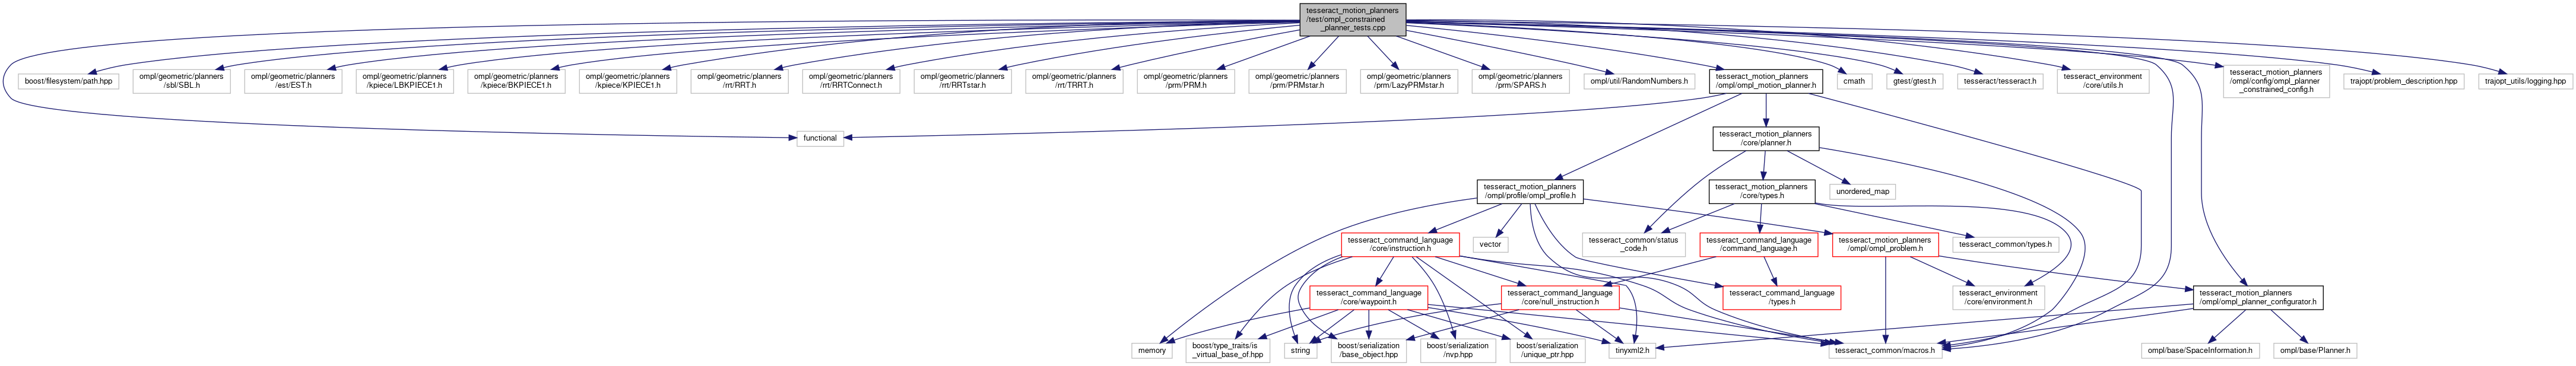 tesseract_motion_planners
/test/ompl_constrained
_planner_tests.cpp
boost/filesystem/path.hpp
ompl/geometric/planners
/sbl/SBL.h
ompl/geometric/planners
/est/EST.h
ompl/geometric/planners
/kpiece/LBKPIECE1.h
ompl/geometric/planners
/kpiece/BKPIECE1.h
ompl/geometric/planners
/kpiece/KPIECE1.h
ompl/geometric/planners
/rrt/RRT.h
ompl/geometric/planners
/rrt/RRTConnect.h
ompl/geometric/planners
/rrt/RRTstar.h
ompl/geometric/planners
/rrt/TRRT.h
ompl/geometric/planners
/prm/PRM.h
ompl/geometric/planners
/prm/PRMstar.h
ompl/geometric/planners
/prm/LazyPRMstar.h
ompl/geometric/planners
/prm/SPARS.h
ompl/util/RandomNumbers.h
tesseract_motion_planners
/ompl/ompl_motion_planner.h
cmath
gtest/gtest.h
tesseract/tesseract.h
tesseract_environment
/core/utils.h
tesseract_motion_planners
/ompl/config/ompl_planner
_constrained_config.h
trajopt/problem_description.hpp
trajopt_utils/logging.hpp
functional
tesseract_motion_planners
/core/planner.h
tesseract_motion_planners
/ompl/profile/ompl_profile.h
tesseract_motion_planners
/core/types.h
unordered_map
tesseract_command_language
/core/instruction.h
vector
tesseract_common/status
_code.h
tesseract_command_language
/command_language.h
tesseract_motion_planners
/ompl/ompl_problem.h
tesseract_common/types.h
tesseract_command_language
/core/waypoint.h
tesseract_command_language
/core/null_instruction.h
tesseract_command_language
/types.h
tesseract_environment
/core/environment.h
tesseract_motion_planners
/ompl/ompl_planner_configurator.h
memory
boost/type_traits/is
_virtual_base_of.hpp
string
boost/serialization
/base_object.hpp
boost/serialization
/nvp.hpp
boost/serialization
/unique_ptr.hpp
tinyxml2.h
tesseract_common/macros.h
ompl/base/SpaceInformation.h
ompl/base/Planner.h